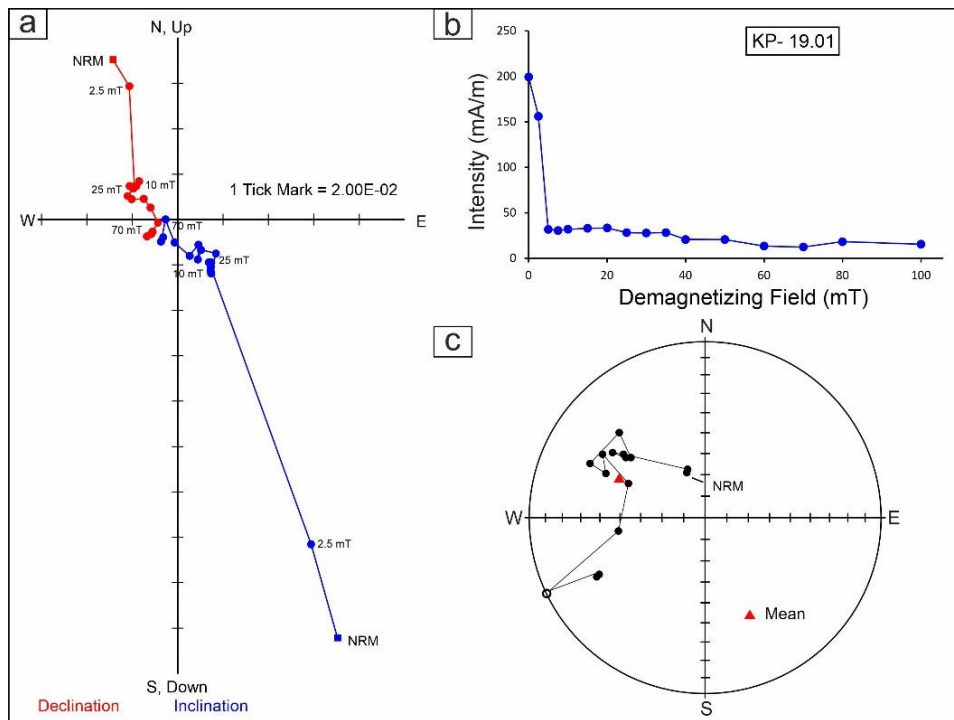 a
N, Up
NRM
2.5 mT
25 mT
10 mT
1 Tick Mark = 2.00E-02
W
E
70 mT
70 mT
25 mT
10 mT
2.5 mT
NRM
S, Down
Declination
Inclination
b
KP- 19.01
Intensity (mA/m)
250
200
150
100
50
0
0
20
40
60
80
100
Demagnetizing Field (mT)
c
N
NRM
W
E
Mean
S